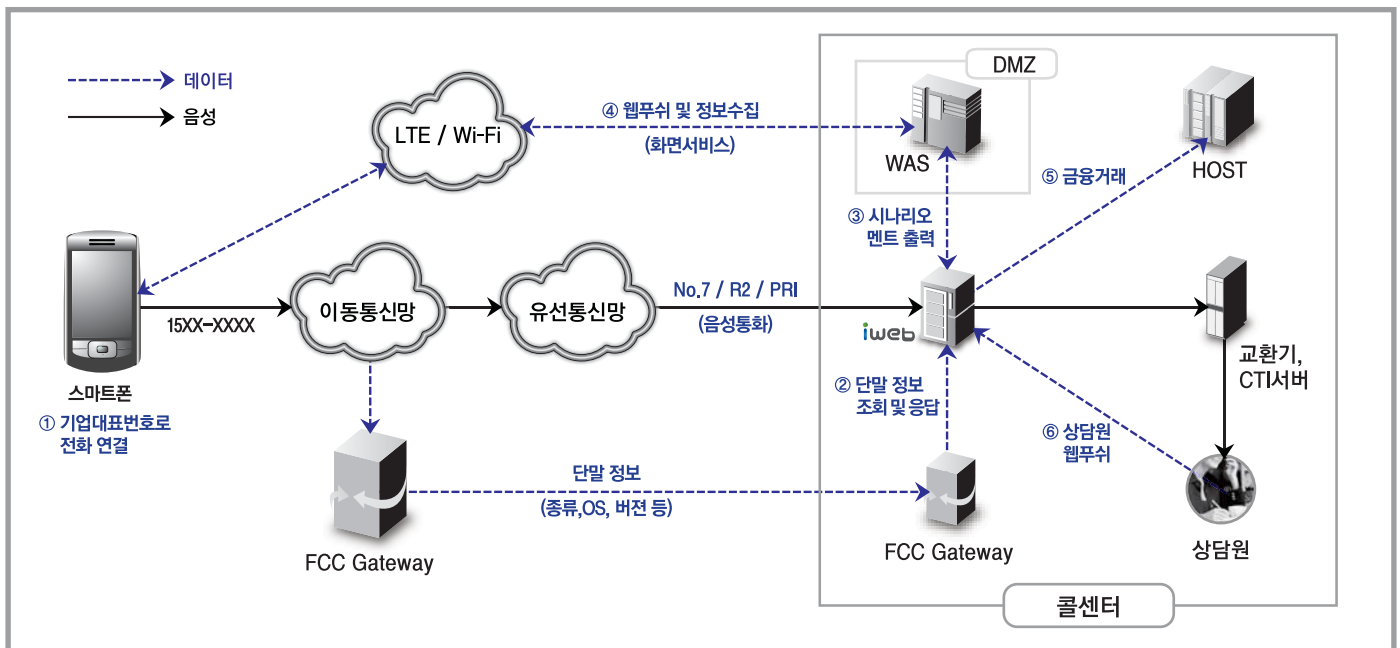 데이터
음성
LTE / Wi-Fi
④ 웹푸쉬 및 정보수집
(화면서비스)
DMZ
WAS
HOST
⑤ 금융거래
③ 시나리오
멘트 출력
15XX-XXXX
이동통신망
유선통신망
No.7 / R2 / PRI
(음성통화)
iweb
교환기,
CTI서버
스마트폰
① 기업대표번호로
전화 연결
② 단말 정보
조회 및 응답
⑥ 상담원
웹푸쉬
단말 정보
(종류,OS, 버젼 등)
FCC Gateway
FCC Gateway
상담원
콜센터